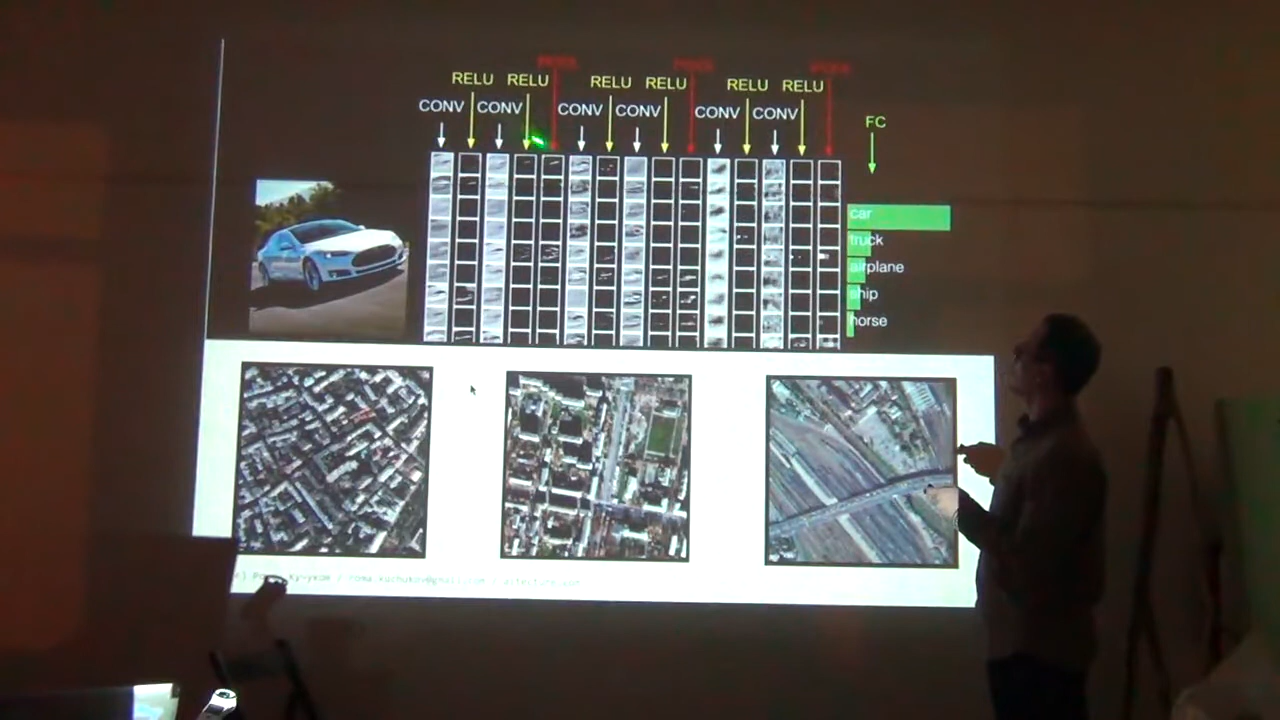 RELU RELU RELU RELU RELU RELU
CONV CONV CONV CONV CONV CONV
FC
car
truck
airplane
ship
horse